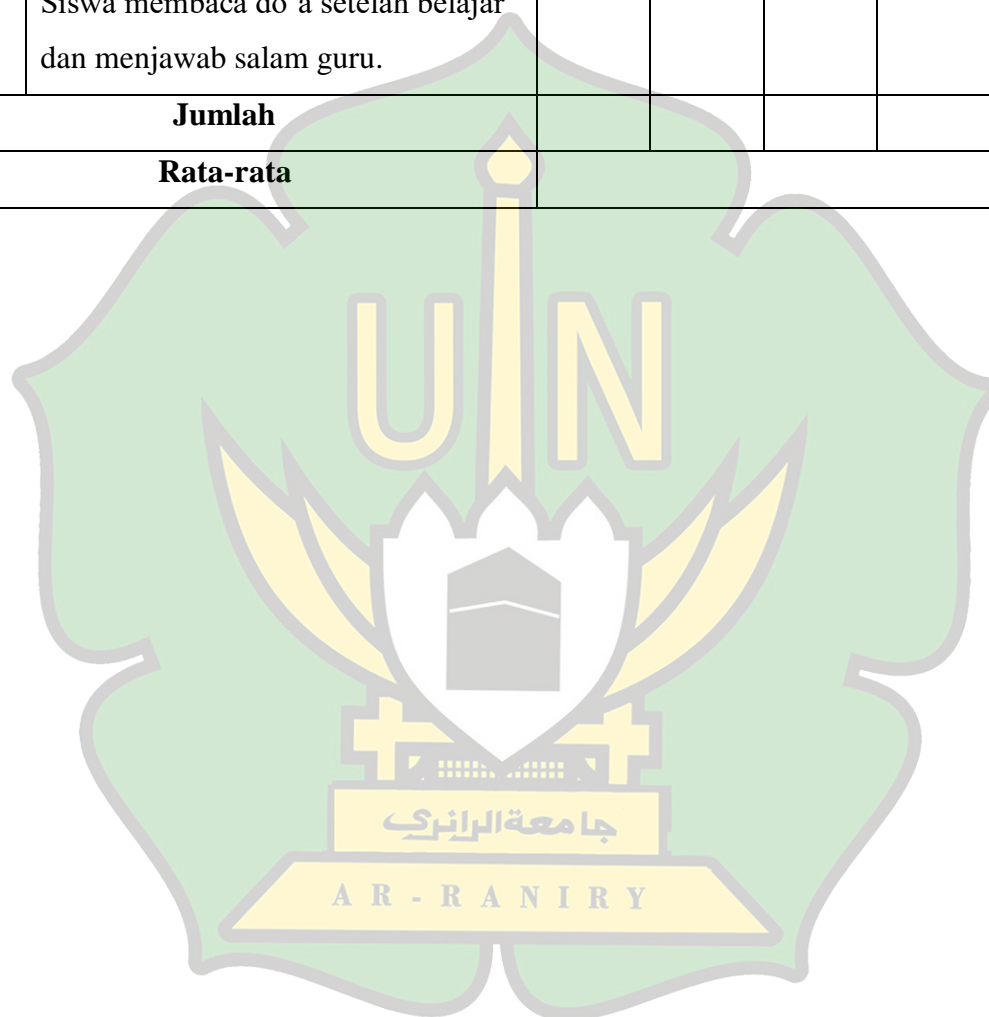 Siswa membaca do'a setelah belajar
dan menjawab salam guru.
Jumlah
Rata-rata
UIN
جامعة الرانري
AR-RANIRY